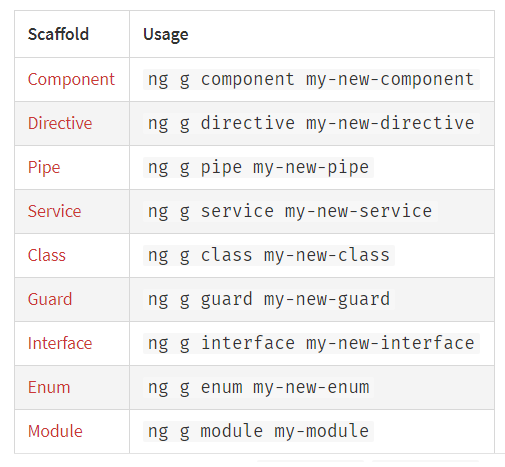 Scaffold Usage
Component ng g component my-new-component
Directive ng g directive my-new-directive
Pipe ng g pipe my-new-pipe
Service ng g service my-new-service
Class ng g class my-new-class
Guard ng g guard my-new-guard
Interface ng g interface my-new-interface
Enum ng g enum my-new-enum
Module ng g module my-module